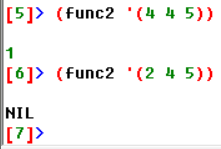 [5]> (func2 '(4 4 5))
1
[6]> (func2 '(2 4 5))
NIL
[7]>